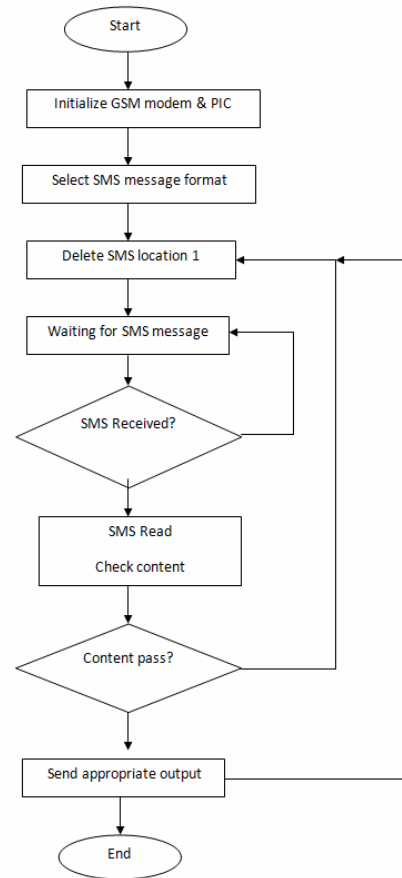 Start
Initialize GSM modem & PIC
Select SMS message format
Delete SMS location 1
Waiting for SMS message
SMS Received?
SMS Read
Check content
Content pass?
Send appropriate output
End